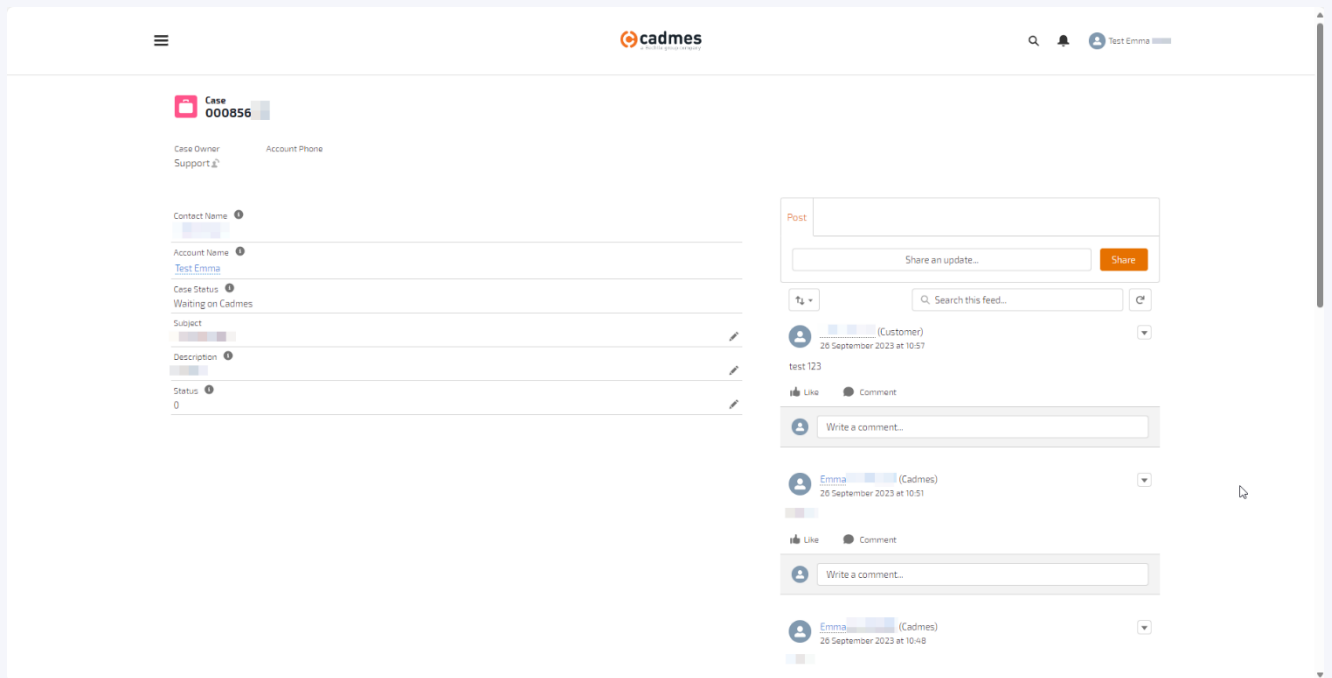 cadmes
Test Emma
Case
000856
Case Owner
Account Phone
Support
Contact Name
Account Name
Test Emma
Case Status
Waiting on Cadmes
Subject
Description
Status
0
Post
Share an update...
Share
Search this feed...
(Customer)
26 September 2023 at 10:57
test 123
Like
Comment
Write a comment...
Emma (Cadmes)
26 September 2023 at 10:51
Like
Comment
Write a comment...
Emma (Cadmes)
26 September 2023 at 10:48